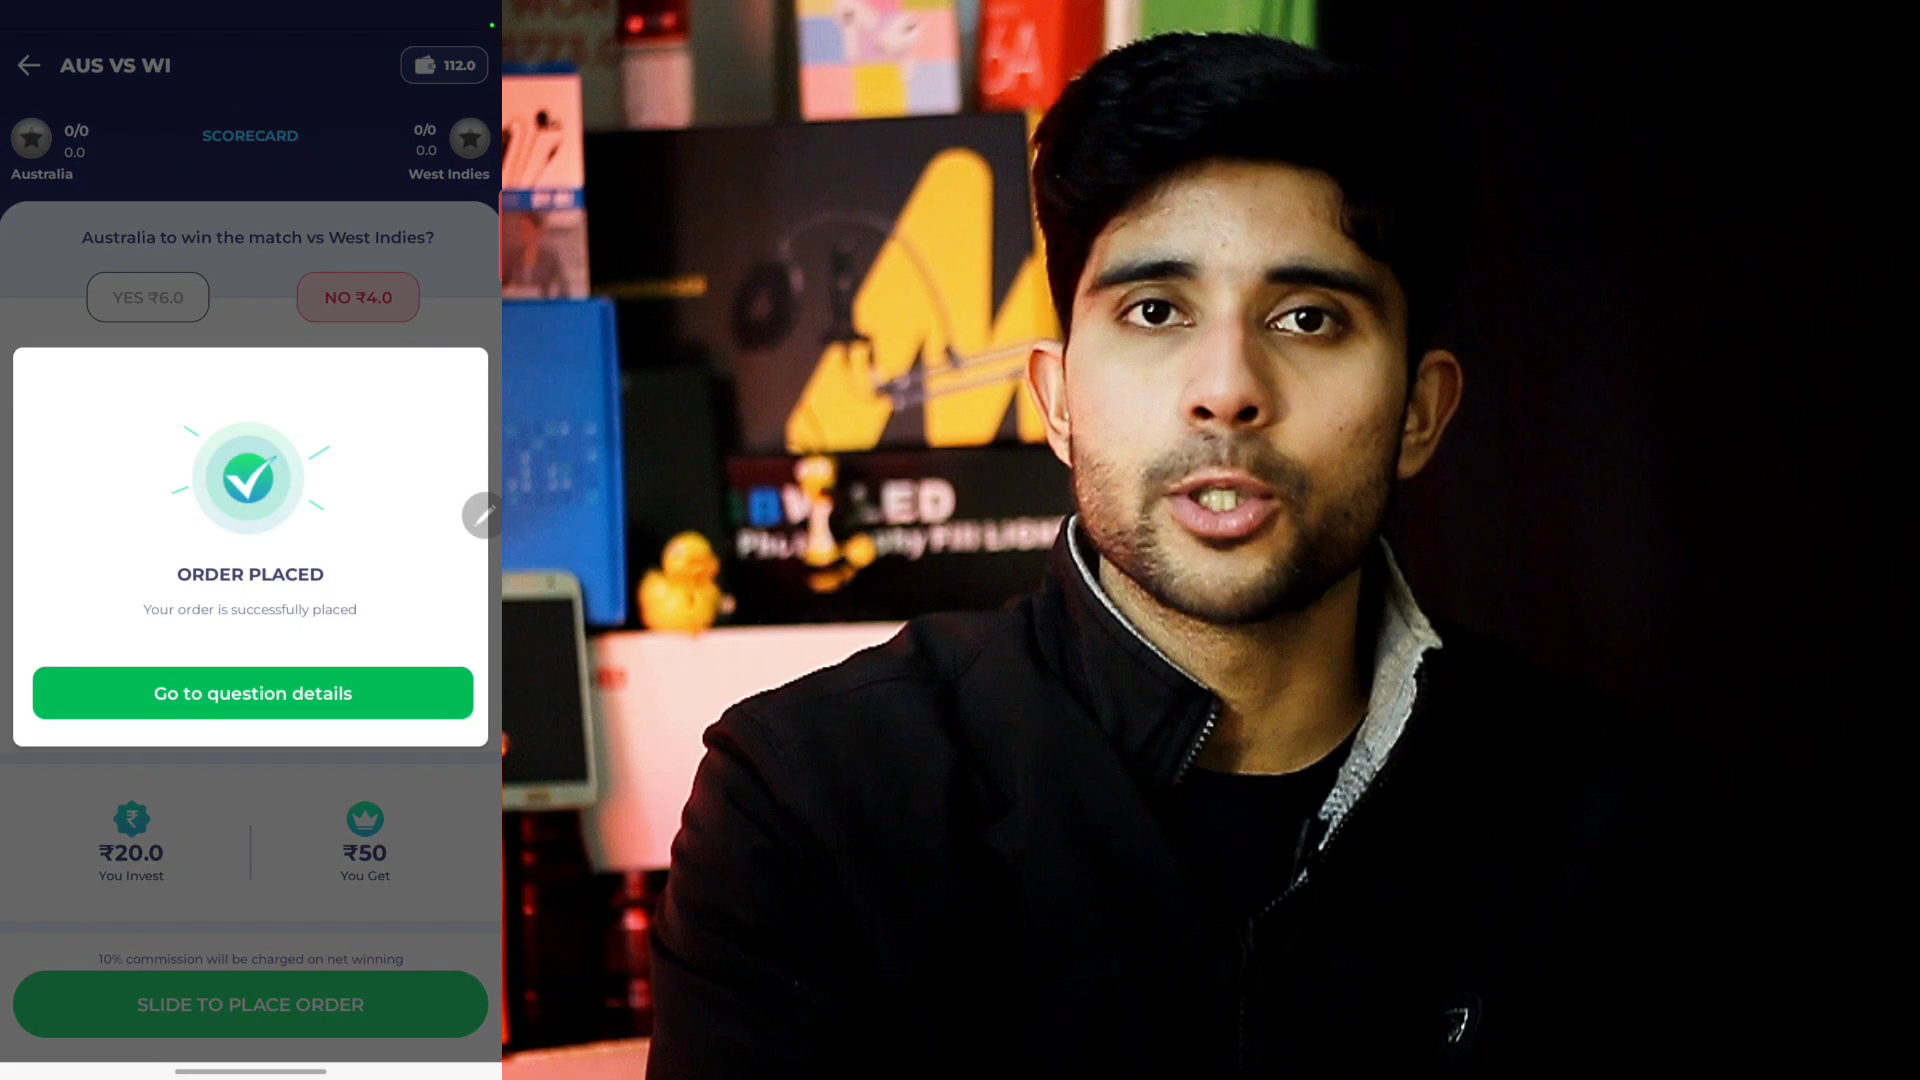 AUS VS WI
112.0
0/0
0.0
Australia
SCORECARD
0/0
0.0
West Indies
Australia to win the match vs West Indies?
YES ₹6.0
NO ₹4.0
ORDER PLACED
Your order is successfully placed
Go to question details
₹20.0
You Invest
₹50
You Get
10% commission will be charged on net winning
SLIDE TO PLACE ORDER
LED